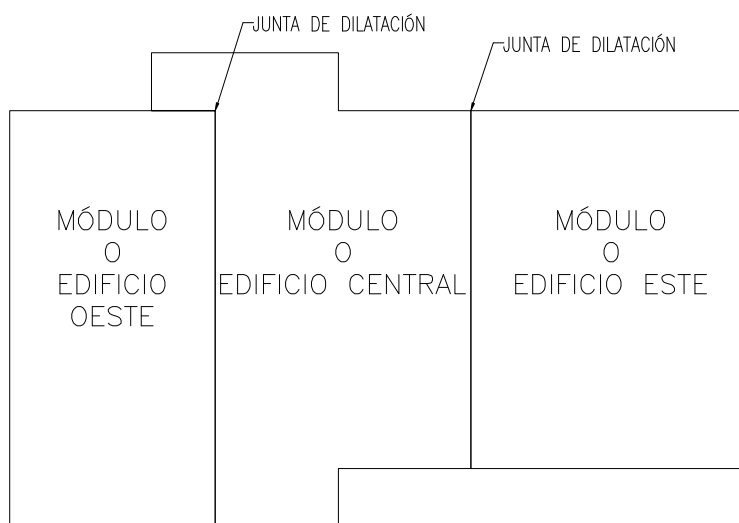 JUNTA DE DILATACIÓN
JUNTA DE DILATACIÓN
MÓDULO
O
EDIFICIO
OESTE
MÓDULO
O
EDIFICIO CENTRAL
MÓDULO
O
EDIFICIO ESTE